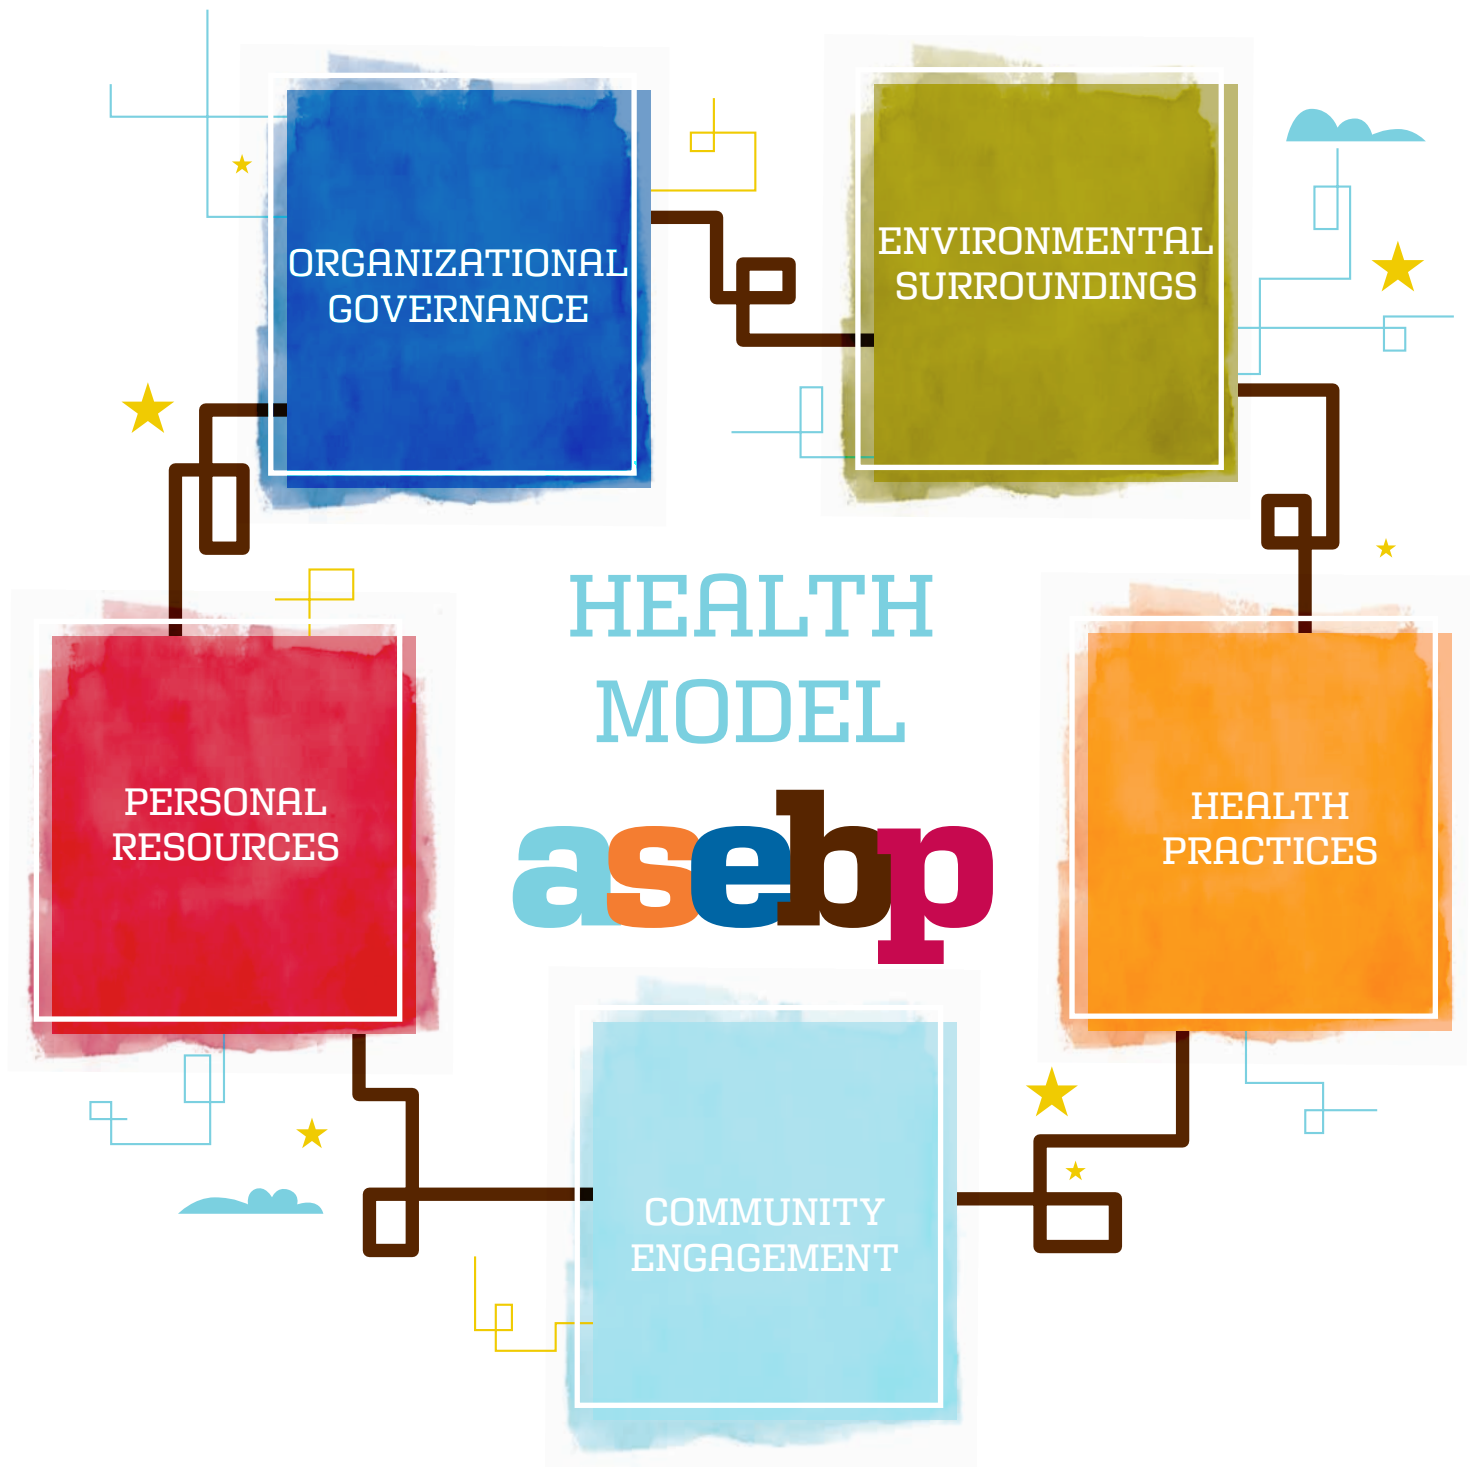 ORGANIZATIONAL
GOVERNANCE
ENVIRONMENTAL
SURROUNDINGS
HEALTH
MODEL
asebp
PERSONAL
RESOURCES
HEALTH
PRACTICES
COMMUNITY
ENGAGEMENT